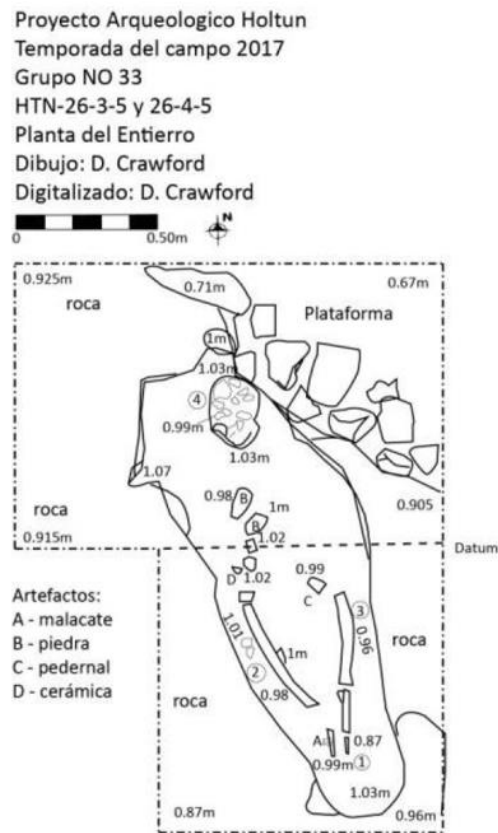 Proyecto Arqueologico Holtun
Temporada del campo 2017
Grupo NO 33
HTN-26-3-5 y 26-4-5
Planta del Entierro
Dibujo: D. Crawford
Digitalizado: D. Crawford
N
0 0.50m
0.925m
0.71m
0.67m
roca
Plataforma
1m
1.03m
4
0.99m
1.03m
1.07
0.98 B
1m
B
0.905
roca
0.915m
1.02
Datum
D 1.02
0.99
C
Artefactos:
A - malacate
B - piedra
C - pedernal
D - cerámica
3
0.96
roca
1.01
1m
2
0.98
roca
A
0.87
0.99m 1
1.03m
0.87m
0.96m